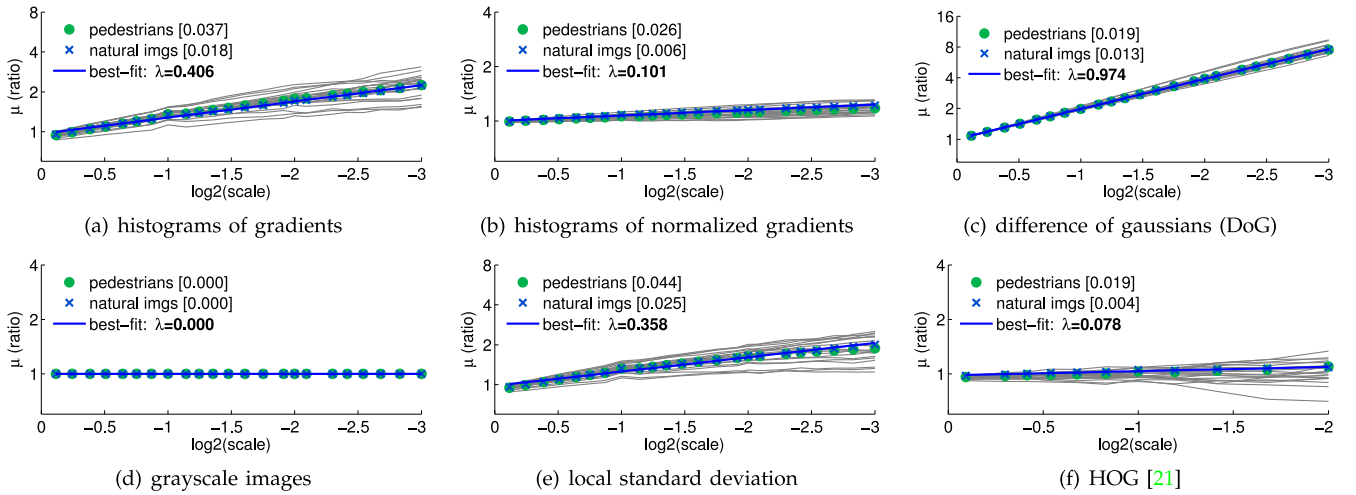 8
4
2
1
μ (ratio)
pedestrians [0.037]
natural imgs [0.018]
best-fit: λ=0.406
0 −0.5 −1 −1.5 −2 −2.5 −3
log2(scale)
(a) histograms of gradients
4
2
1
μ (ratio)
pedestrians [0.026]
natural imgs [0.006]
best-fit: λ=0.101
0 −0.5 −1 −1.5 −2 −2.5 −3
log2(scale)
(b) histograms of normalized gradients
16
8
4
2
1
μ (ratio)
pedestrians [0.019]
natural imgs [0.013]
best-fit: λ=0.974
0 −0.5 −1 −1.5 −2 −2.5 −3
log2(scale)
(c) difference of gaussians (DoG)
4
2
1
μ (ratio)
pedestrians [0.000]
natural imgs [0.000]
best-fit: λ=0.000
0 −0.5 −1 −1.5 −2 −2.5 −3
log2(scale)
(d) grayscale images
8
4
2
1
μ (ratio)
pedestrians [0.044]
natural imgs [0.025]
best-fit: λ=0.358
0 −0.5 −1 −1.5 −2 −2.5 −3
log2(scale)
(e) local standard deviation
4
2
1
μ (ratio)
pedestrians [0.019]
natural imgs [0.004]
best-fit: λ=0.078
0 −0.5 −1 −1.5 −2
log2(scale)
(f) HOG [21]